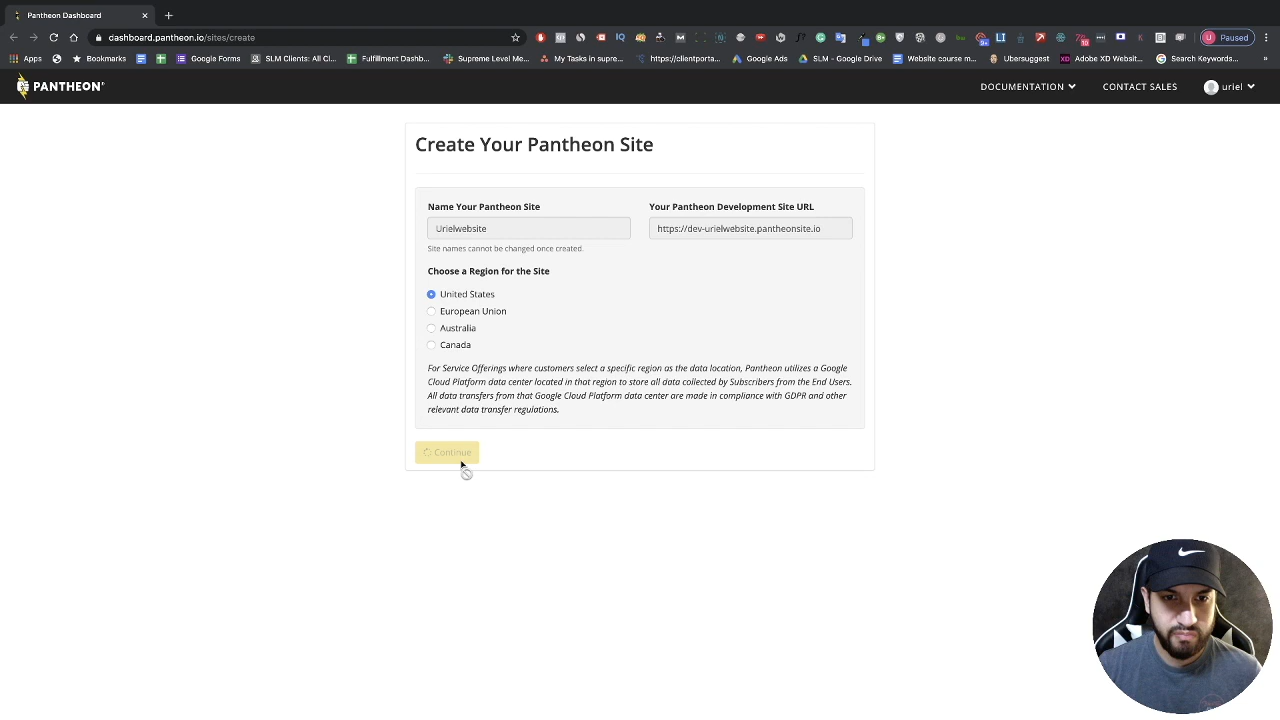 Pantheon Dashboard
dashboard.pantheon.io/sites/create
Paused
Apps
Bookmarks
Google Forms
SLM Clients: All Cl...
Fulfillment Dashb...
Supreme Level Me...
My Tasks in supre...
https://clientporta...
Google Ads
SLM - Google Drive
Website course m...
Ubersuggest
Adobe XD Websit...
Search Keywords...
PANTHEON
DOCUMENTATION
CONTACT SALES
uriel
Create Your Pantheon Site
Name Your Pantheon Site
Your Pantheon Development Site URL
Urielwebsite
https://dev-urielwebsite.pantheonsite.io
Site names cannot be changed once created.
Choose a Region for the Site
United States
European Union
Australia
Canada
For Service Offerings where customers select a specific region as the data location, Pantheon utilizes a Google
Cloud Platform data center located in that region to store all data collected by Subscribers from the End Users.
All data transfers from that Google Cloud Platform data center are made in compliance with GDPR and other
relevant data transfer regulations.
Continue